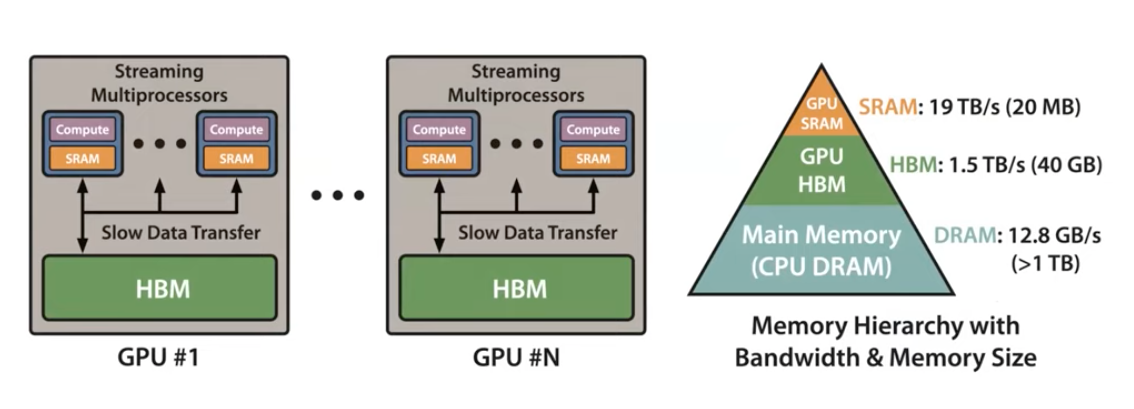 Streaming
Multiprocessors
Compute
SRAM
Compute
SRAM
Slow Data Transfer
HBM
GPU #1
Streaming
Multiprocessors
Compute
SRAM
Compute
SRAM
Slow Data Transfer
HBM
GPU #N
GPU
SRAM
SRAM: 19 TB/s (20 MB)
GPU
HBM
HBM: 1.5 TB/s (40 GB)
Main Memory
(CPU DRAM)
DRAM: 12.8 GB/s
(>1 TB)
Memory Hierarchy with
Bandwidth & Memory Size